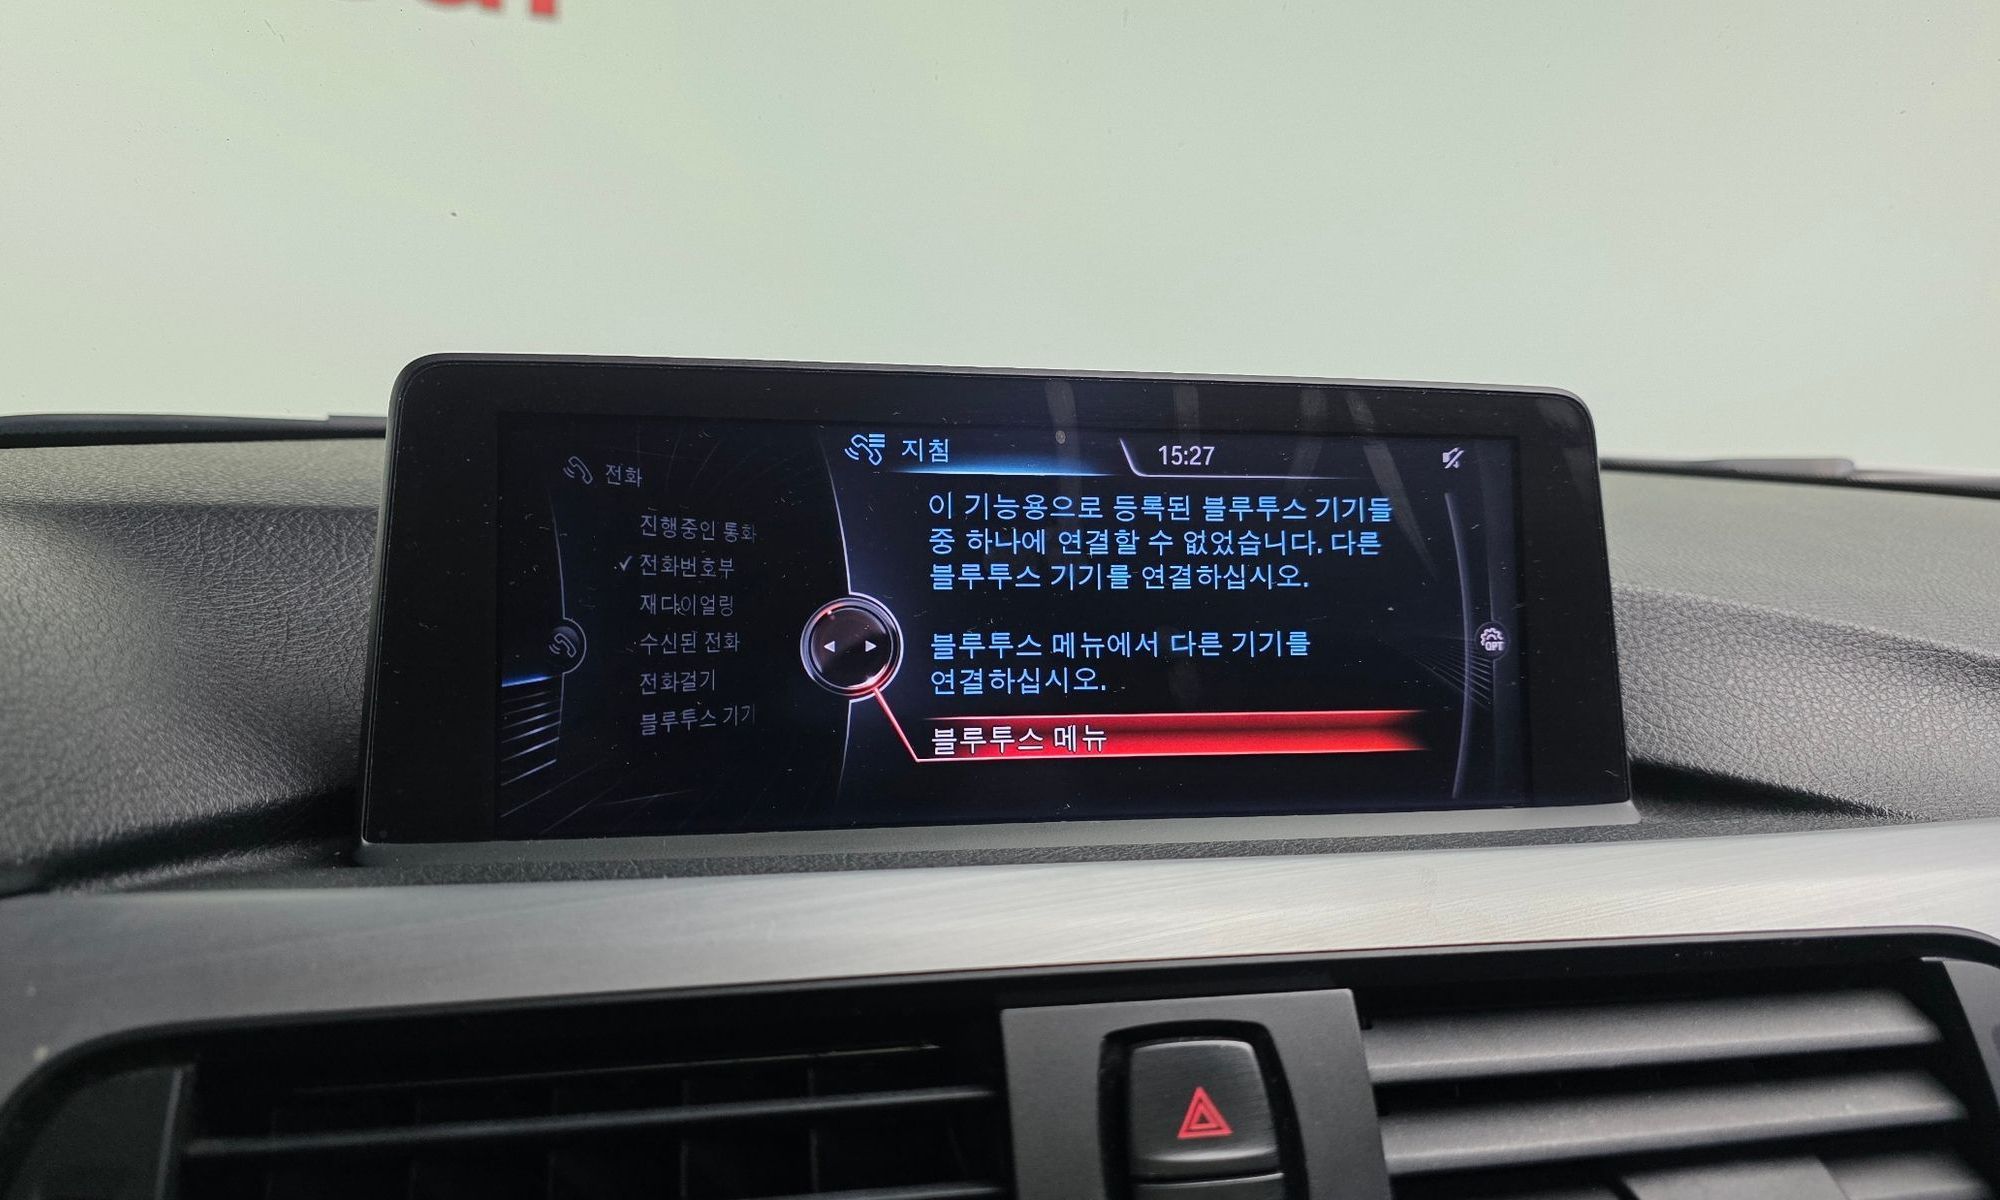 전화
진행중인 통화
전화번호부
재다이얼링
수신된 전화
전화걸기
블루투스 기기
지침
15:27
이 기능용으로 등록된 블루투스 기기들
중 하나에 연결할 수 없었습니다. 다른
블루투스 기기를 연결하십시오.
블루투스 메뉴에서 다른 기기를
연결하십시오.
블루투스 메뉴
OPT